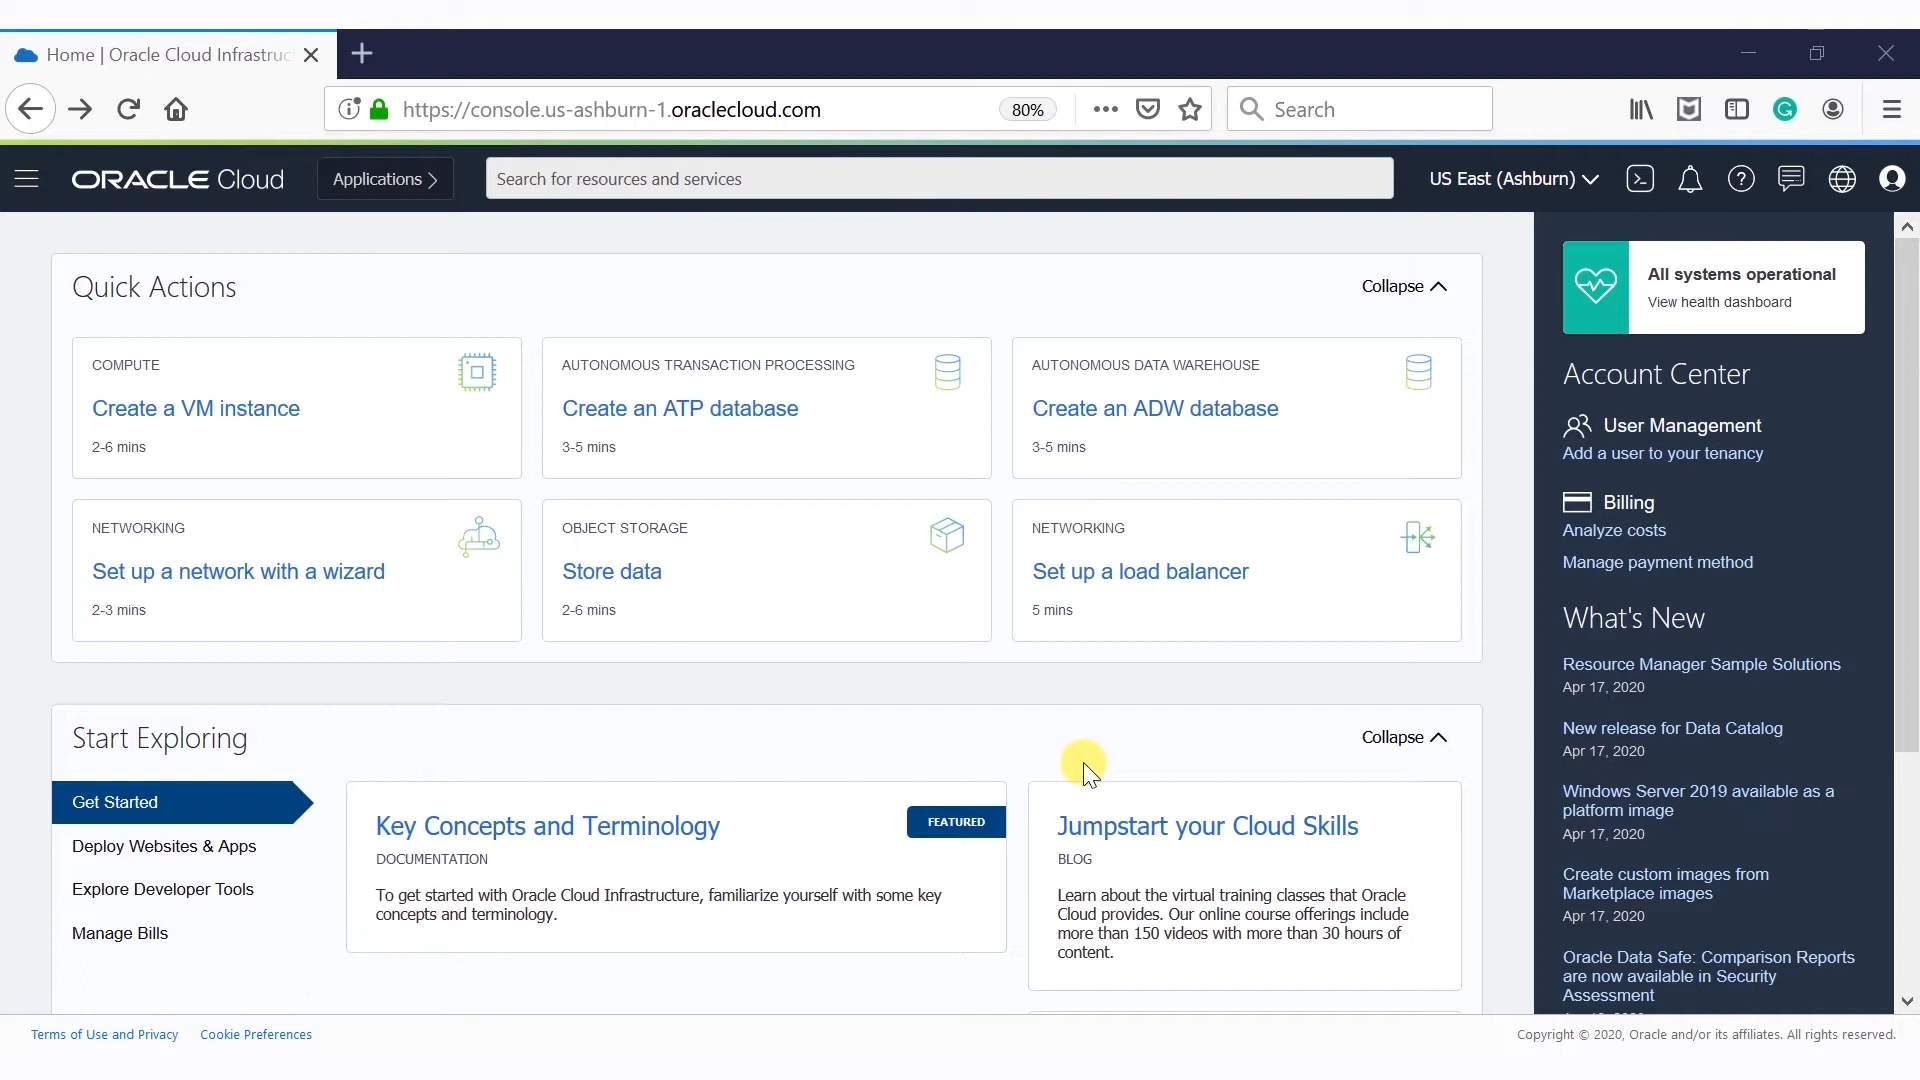 Home | Oracle Cloud Infrastruc
https://console.us-ashburn-1.oraclecloud.com
80%
Search
ORACLE Cloud
Applications
Search for resources and services
US East (Ashburn)
Quick Actions
Collapse
COMPUTE
Create a VM instance
2-6 mins
AUTONOMOUS TRANSACTION PROCESSING
Create an ATP database
3-5 mins
AUTONOMOUS DATA WAREHOUSE
Create an ADW database
3-5 mins
NETWORKING
Set up a network with a wizard
2-3 mins
OBJECT STORAGE
Store data
2-6 mins
NETWORKING
Set up a load balancer
5 mins
Start Exploring
Collapse
Get Started
Deploy Websites & Apps
Explore Developer Tools
Manage Bills
Key Concepts and Terminology
FEATURED
DOCUMENTATION
To get started with Oracle Cloud Infrastructure, familiarize yourself with some key
concepts and terminology.
Jumpstart your Cloud Skills
BLOG
Learn about the virtual training classes that Oracle
Cloud provides. Our online course offerings include
more than 150 videos with more than 30 hours of
content.
All systems operational
View health dashboard
Account Center
User Management
Add a user to your tenancy
Billing
Analyze costs
Manage payment method
What's New
Resource Manager Sample Solutions
Apr 17, 2020
New release for Data Catalog
Apr 17, 2020
Windows Server 2019 available as a
platform image
Apr 17, 2020
Create custom images from
Marketplace images
Apr 17, 2020
Oracle Data Safe: Comparison Reports
are now available in Security
Assessment
Terms of Use and Privacy
Cookie Preferences
Copyright © 2020, Oracle and/or its affiliates. All rights reserved.